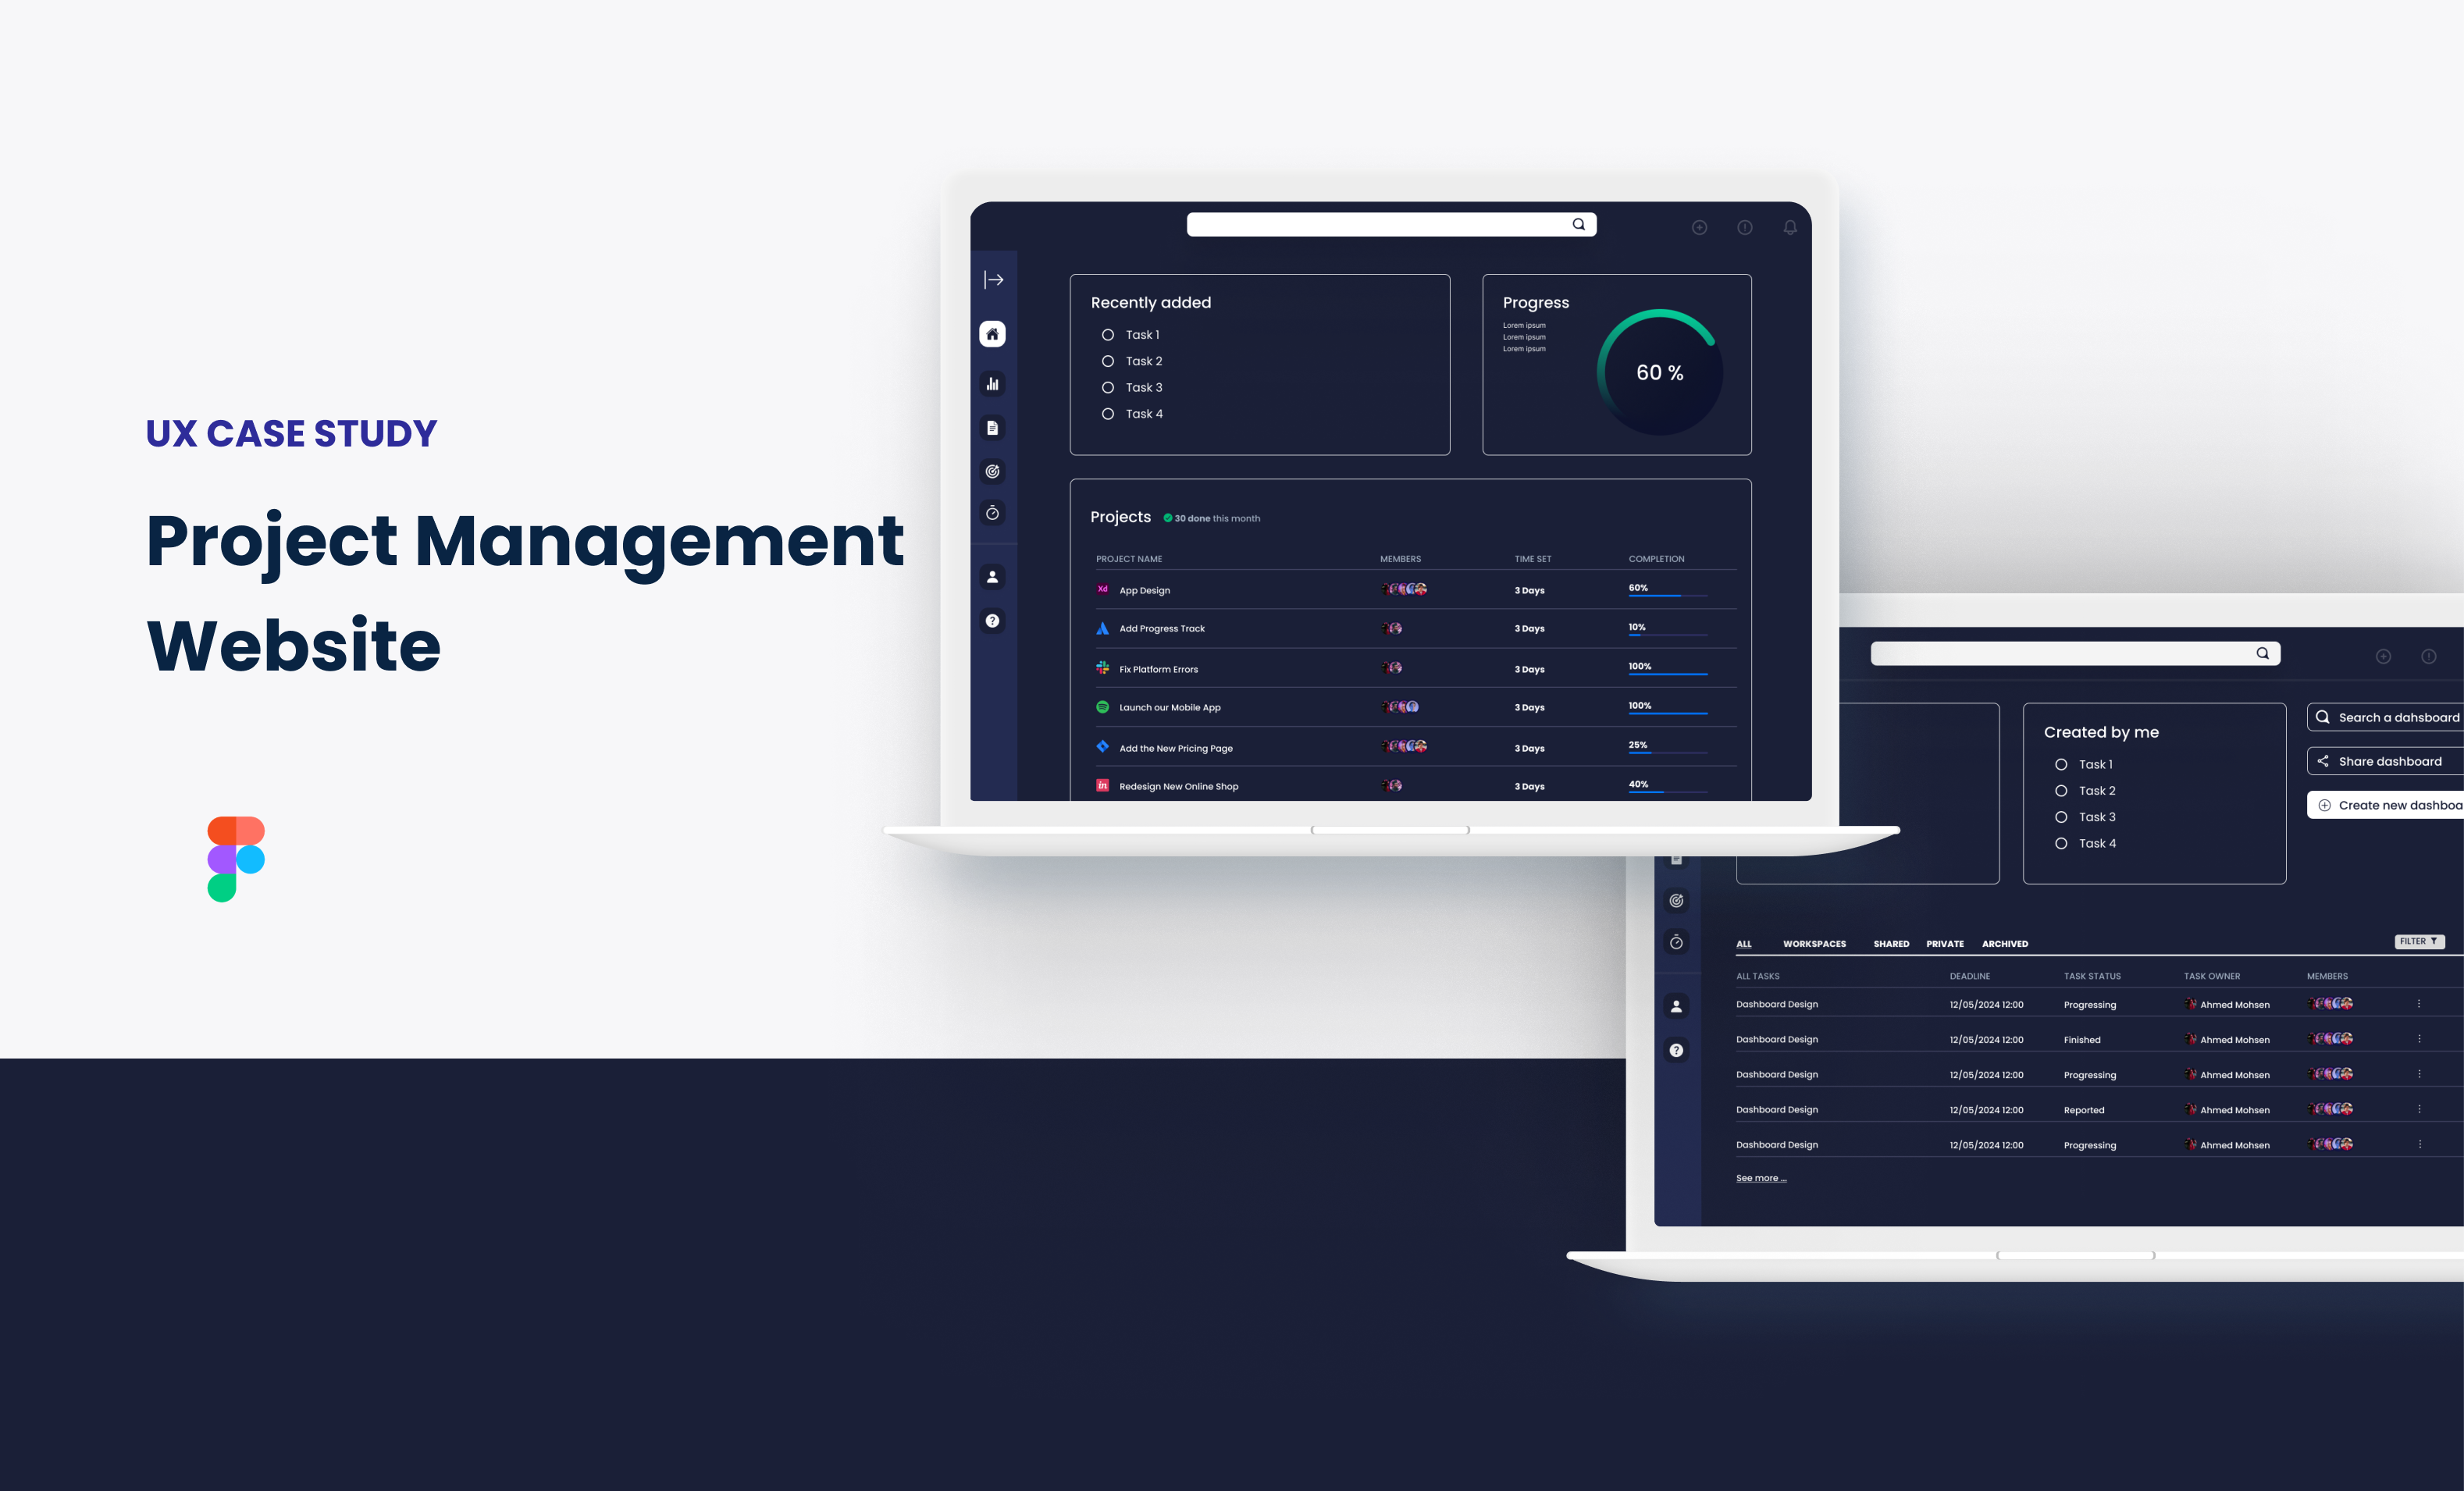 UX CASE STUDY
Project Management
Website
Recently added
Task 1
Task 2
Task 3
Task 4
Progress
Lorem ipsum
Lorem ipsum
Lorem ipsum
60 %
Projects 30 done this month
PROJECT NAME MEMBERS TIME SET COMPLETION
Xd App Design 3 Days 60%
Add Progress Track 3 Days 10%
Fix Platform Errors 3 Days 100%
Launch our Mobile App 3 Days 100%
Add the New Pricing Page 3 Days 25%
in Redesign New Online Shop 3 Days 40%
Created by me
Task 1
Task 2
Task 3
Task 4
Search a dahsboard
Share dashboard
Create new dashboa
ALL WORKSPACES SHARED PRIVATE ARCHIVED FILTER
ALL TASKS DEADLINE TASK STATUS TASK OWNER MEMBERS
Dashboard Design 12/05/2024 12:00 Progressing Ahmed Mohsen
Dashboard Design 12/05/2024 12:00 Finished Ahmed Mohsen
Dashboard Design 12/05/2024 12:00 Progressing Ahmed Mohsen
Dashboard Design 12/05/2024 12:00 Reported Ahmed Mohsen
Dashboard Design 12/05/2024 12:00 Progressing Ahmed Mohsen
See more ...